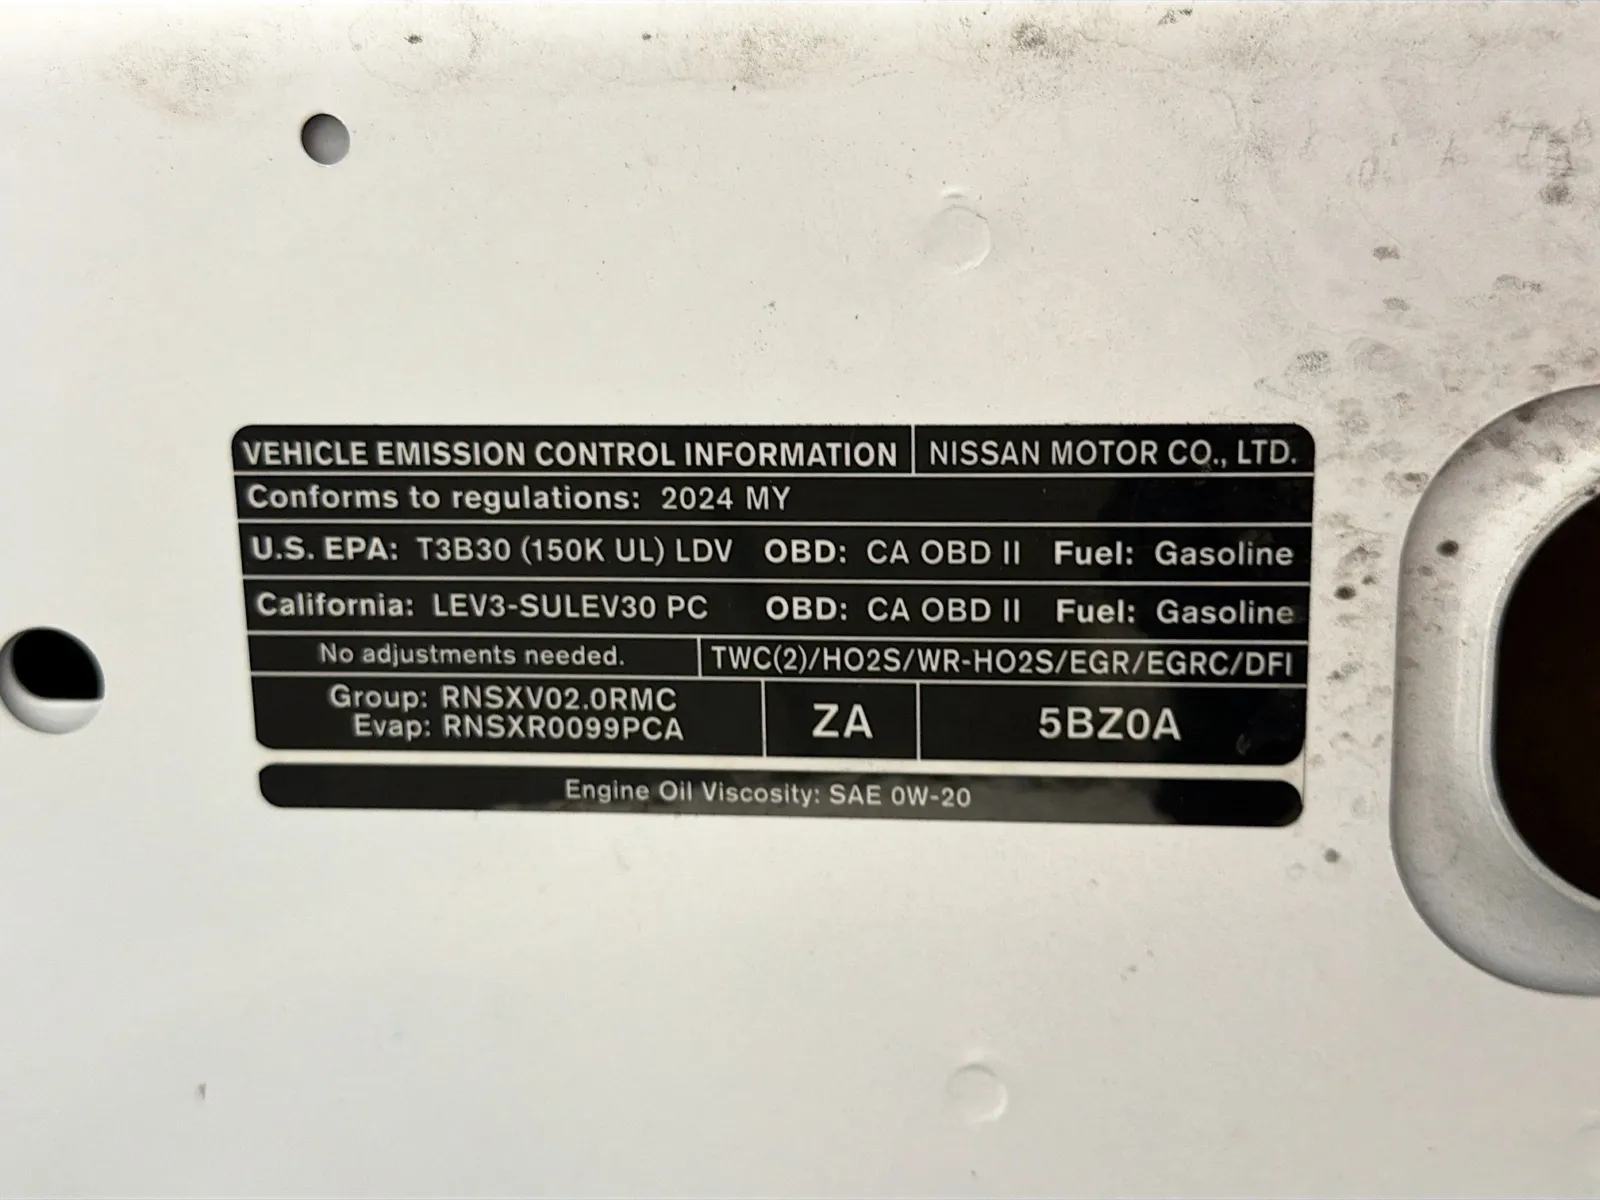 VEHICLE EMISSION CONTROL INFORMATION NISSAN MOTOR CO., LTD.
Conforms to regulations: 2024 MY
U.S. EPA: T3B30 (150K UL) LDV OBD: CA OBD II Fuel: Gasoline
California: LEV3-SULEV30 PC OBD: CA OBD II Fuel: Gasoline
No adjustments needed. TWC(2)/HO2S/WR-HO2S/EGR/EGRC/DFI
Group: RNSXV02.0RMC
Evap: RNSXR0099PCA
ZA
5BZ0A
Engine Oil Viscosity: SAE 0W-20